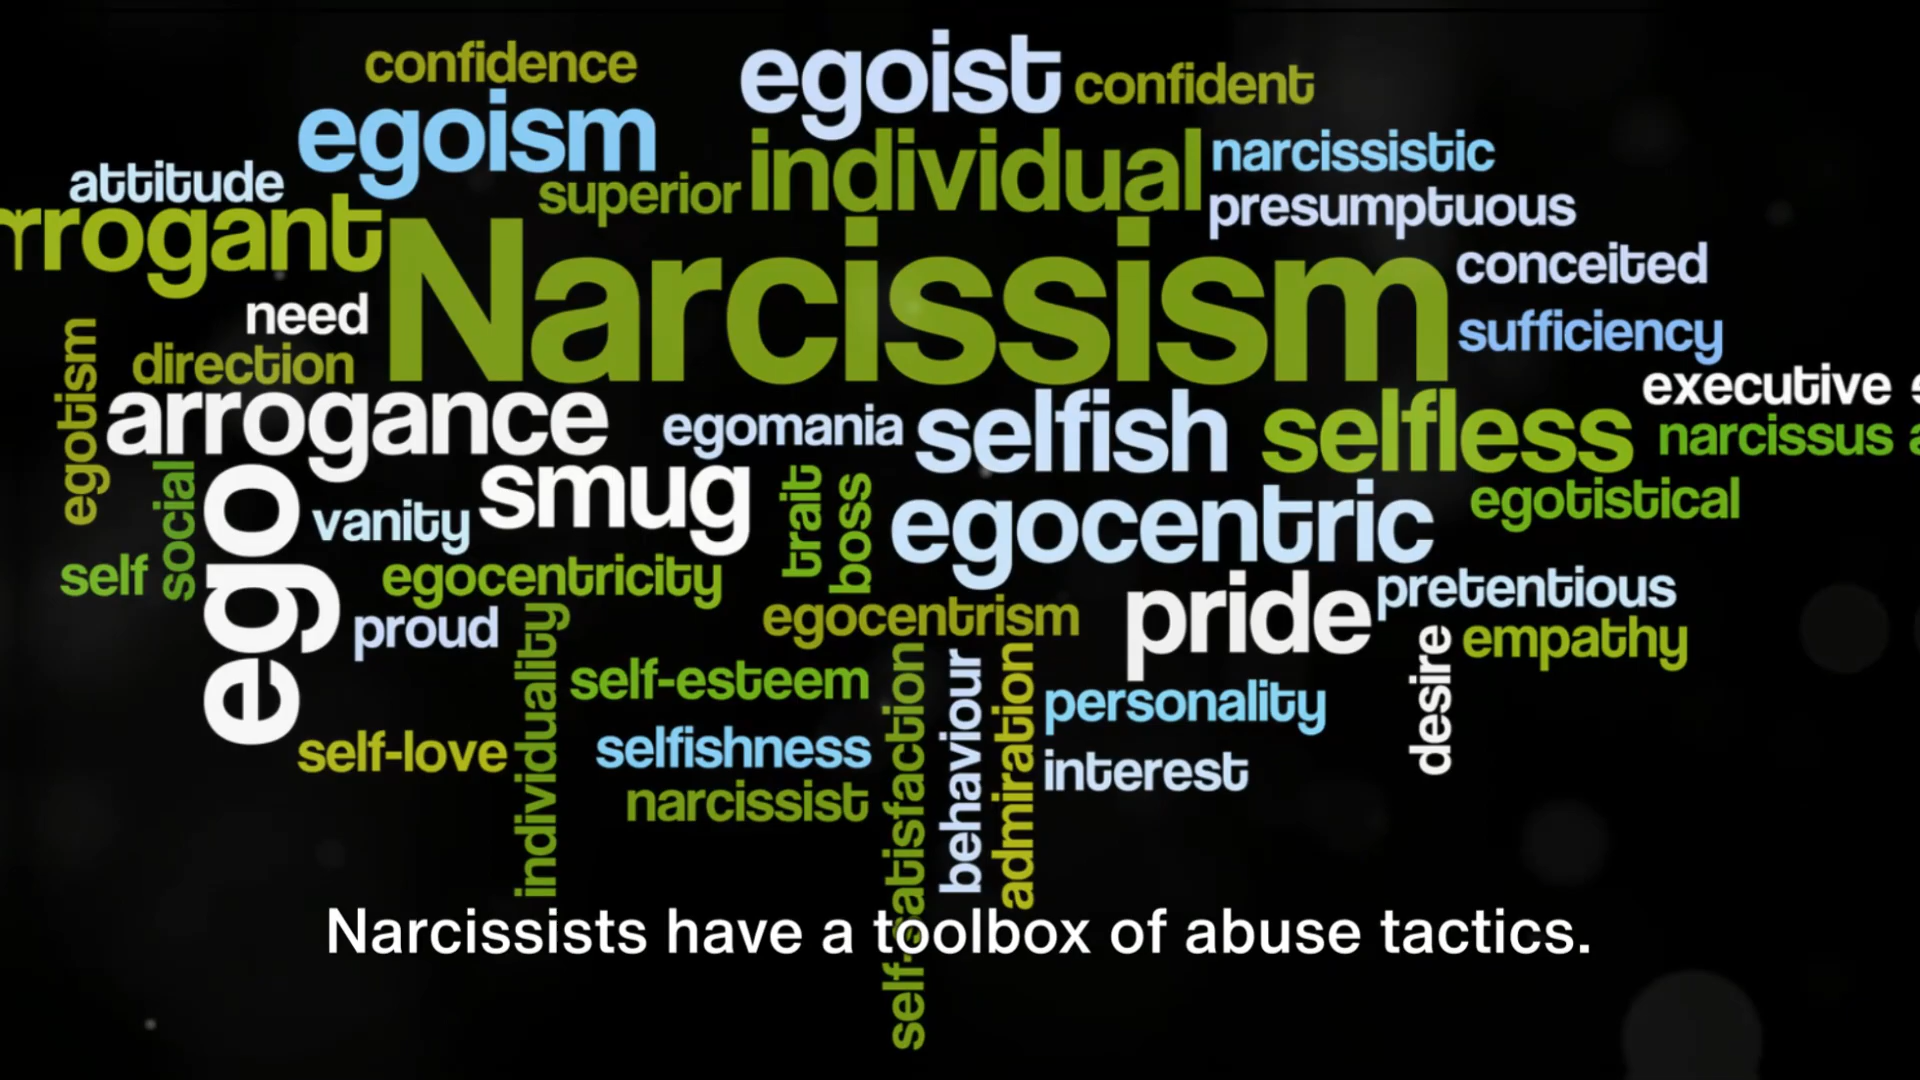 confidence
egoist
confident
egoism
individual
narcissistic
attitude
superior
presumptuous
rrogant
Narcissism
conceited
need
sufficiency
direction
egotism
executive
arrogance
egomania
selfish
selfless
narcissus
social
ego
vanity
smug
trait
boss
egocentric
egotistical
self
egocentricity
pretentious
proud
egocentrism
pride
empathy
individuality
self-esteem
self-satisfaction
behaviour
admiration
personality
desire
self-love
selfishness
interest
narcissist
Narcissists have a toolbox of abuse tactics.